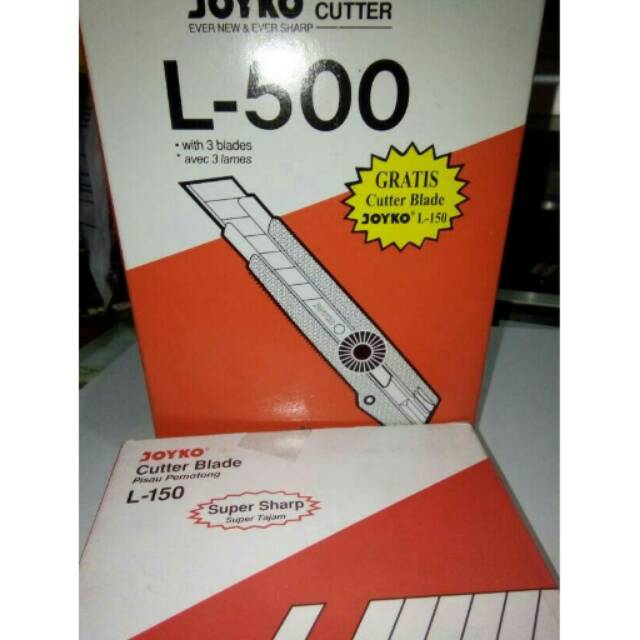 JOYKO CUTTER
EVER NEW & EVER SHARP
L-500
• with 3 blades
* avec 3 lames
GRATIS
Cutter Blade
JOYKO® L-150
JOYKO
JOYKO®
Cutter Blade
Pisau Pemotong
L-150
Super Sharp
Super Tajam